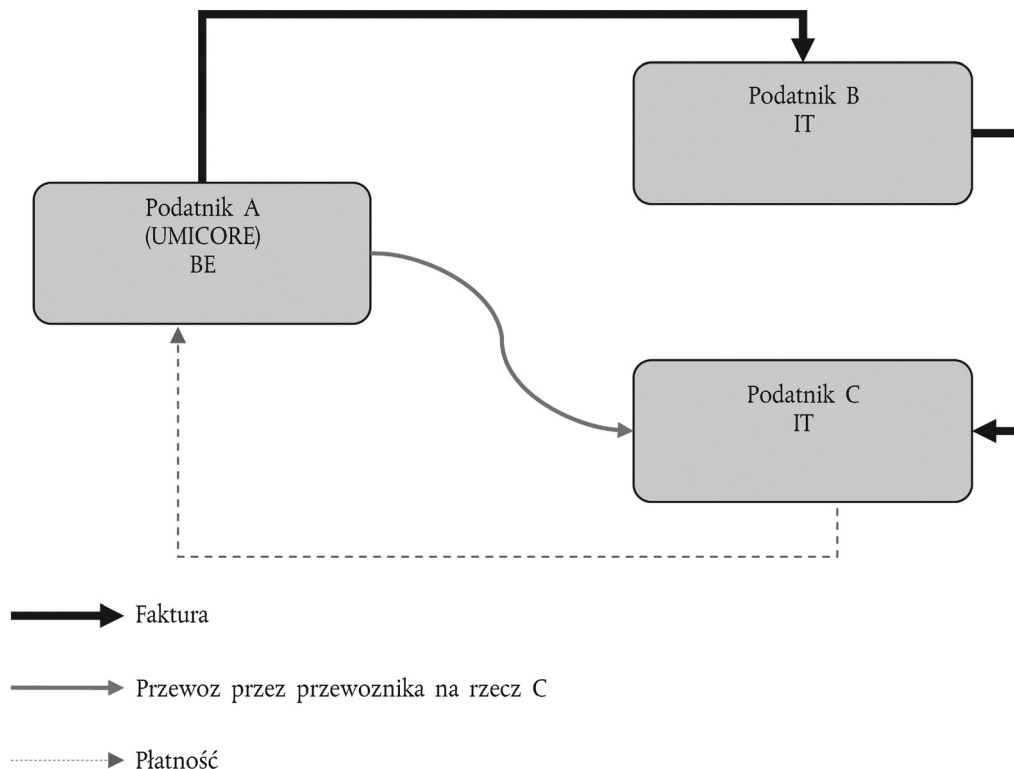 Podatnik B
IT
Podatnik A
(UMICORE)
BE
Podatnik C
IT
Faktura
Przewoz przez przewoznika na rzecz C
Płatność